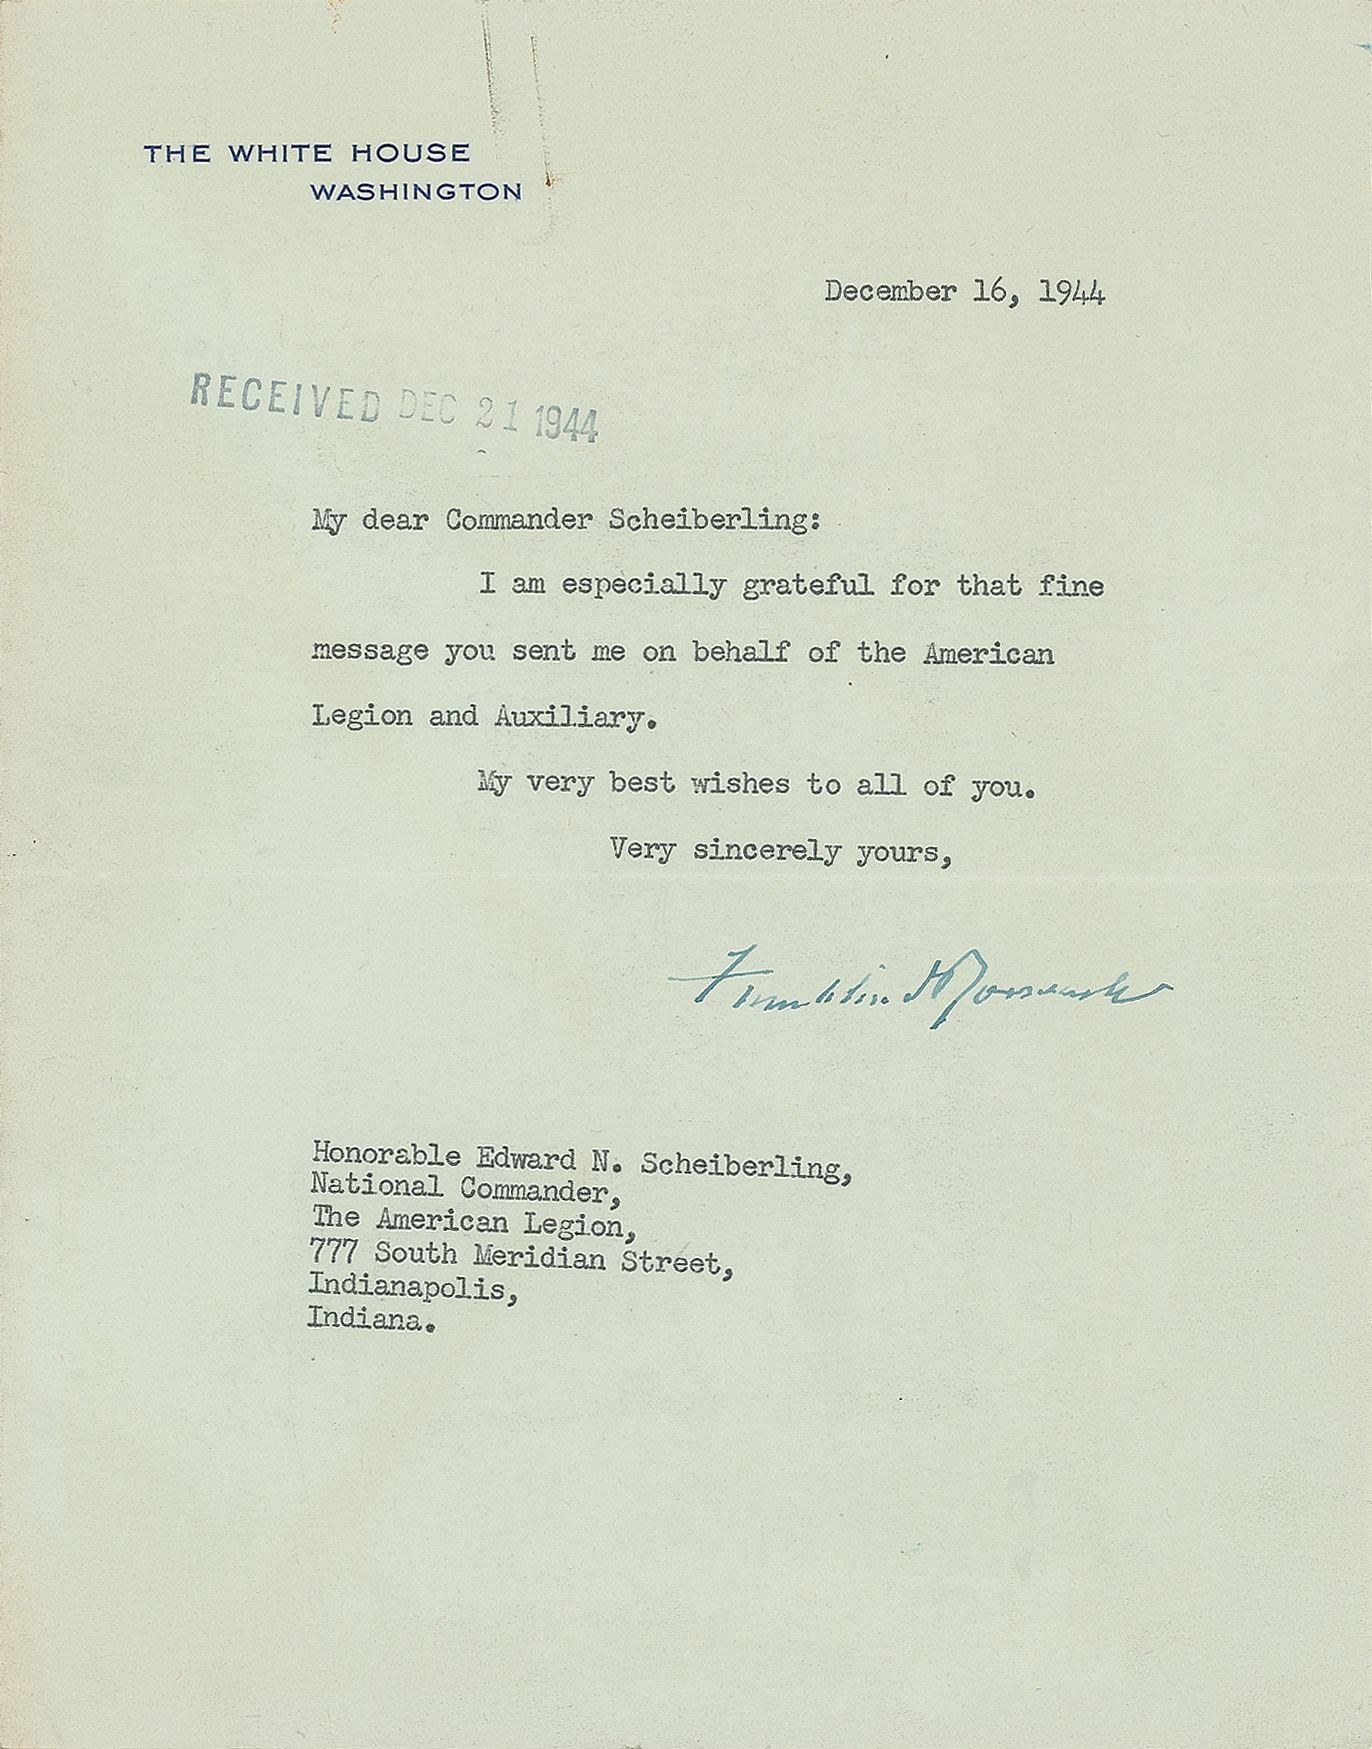 THE WHITE HOUSE
WASHINGTON
December 16, 1944
RECEIVED DEC 21 1944
My dear Commander Scheiberling:
I am especially grateful for that fine
message you sent me on behalf of the American
Legion and Auxiliary.
My very best wishes to all of you.
Very sincerely yours,
Franklin D Roosevelt
Honorable Edward N. Scheiberling,
National Commander,
The American Legion,
777 South Meridian Street,
Indianapolis,
Indiana.